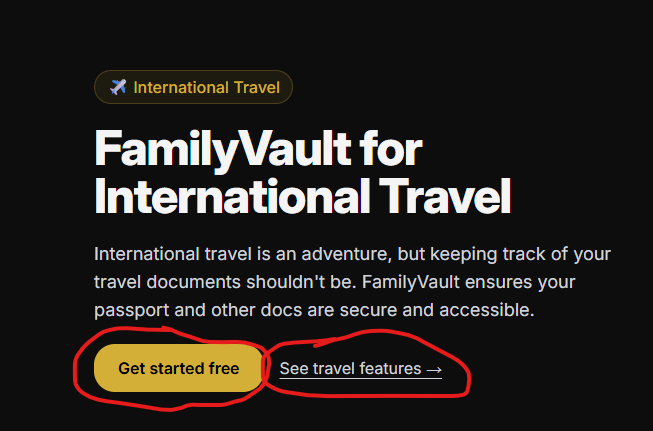 International Travel
FamilyVault for
International Travel
International travel is an adventure, but keeping track of your
travel documents shouldn't be. FamilyVault ensures your
passport and other docs are secure and accessible.
Get started free
See travel features →